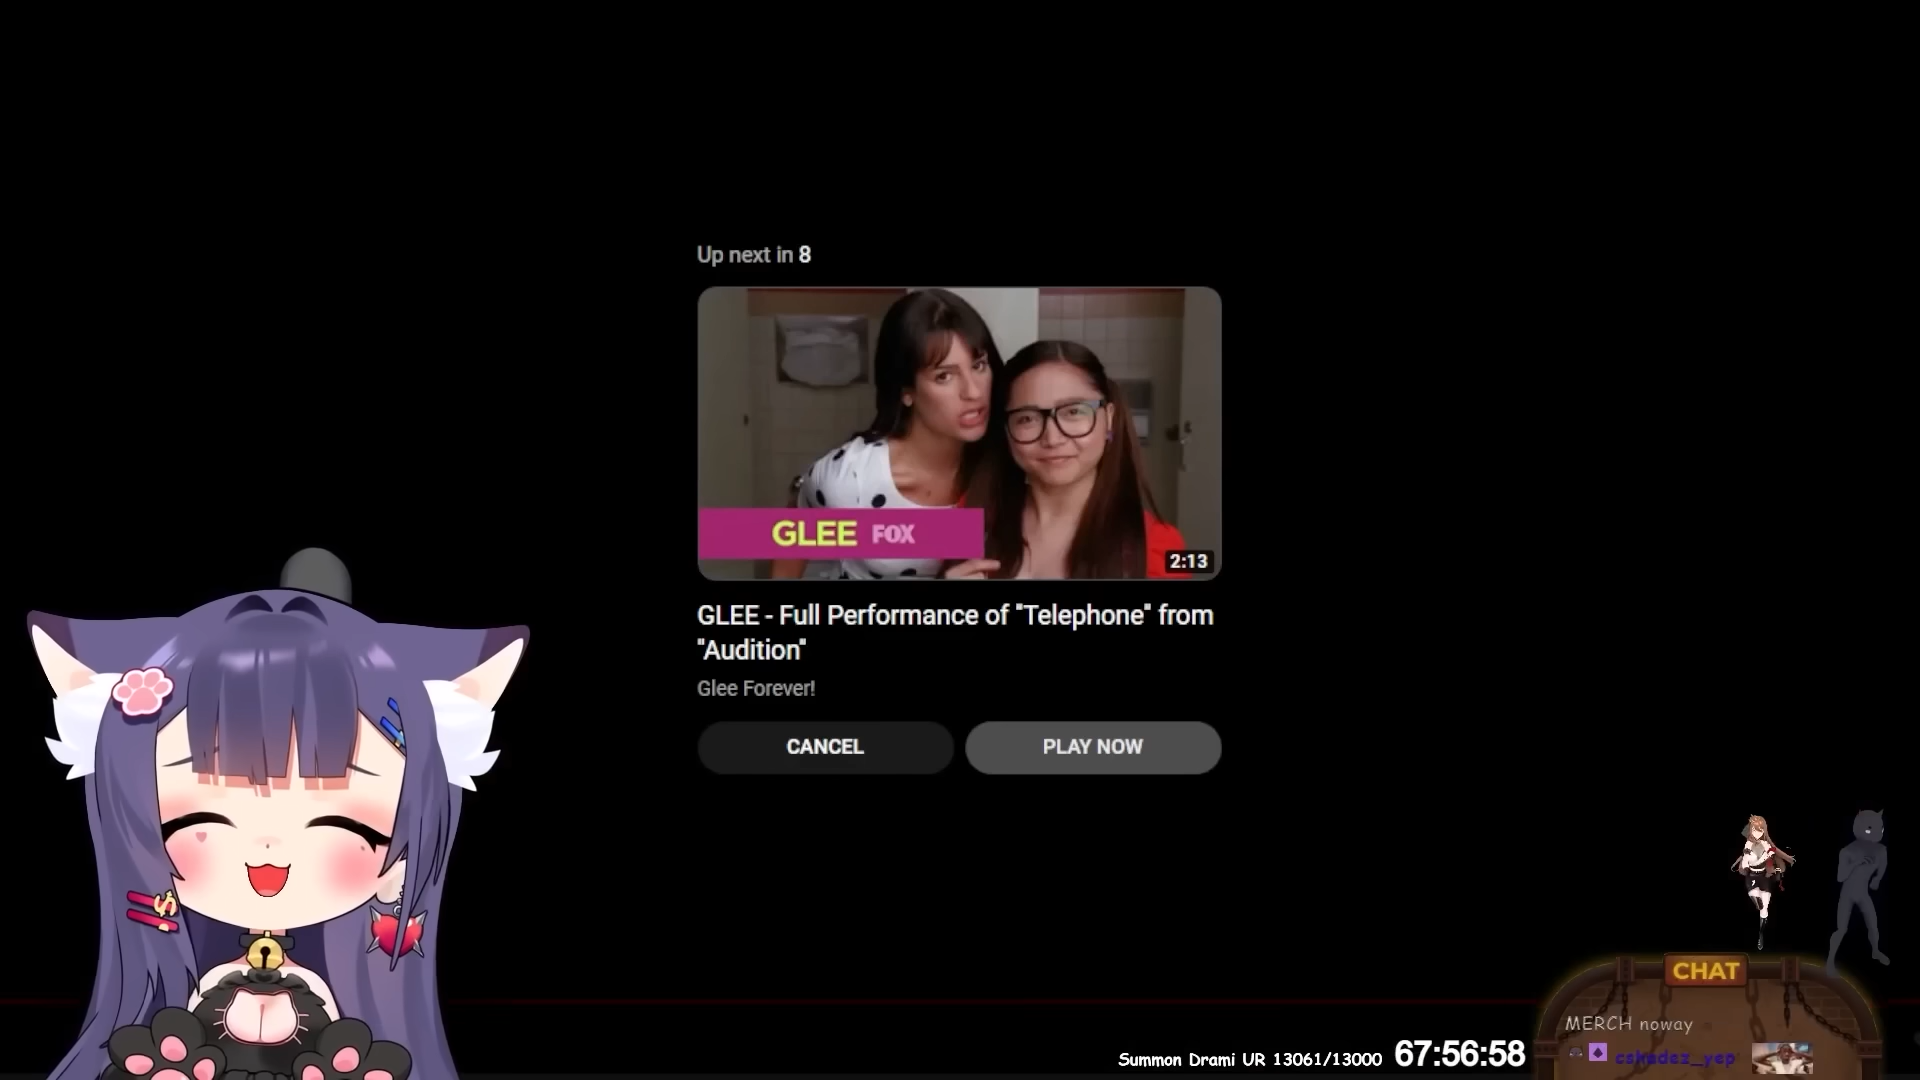 Up next in 8
GLEE FOX
2:13
GLEE - Full Performance of "Telephone" from
"Audition"
Glee Forever!
CANCEL
PLAY NOW
CHAT
MERCH noway
cshadez_yep
Summon Drami UR 13061/13000
67:56:58